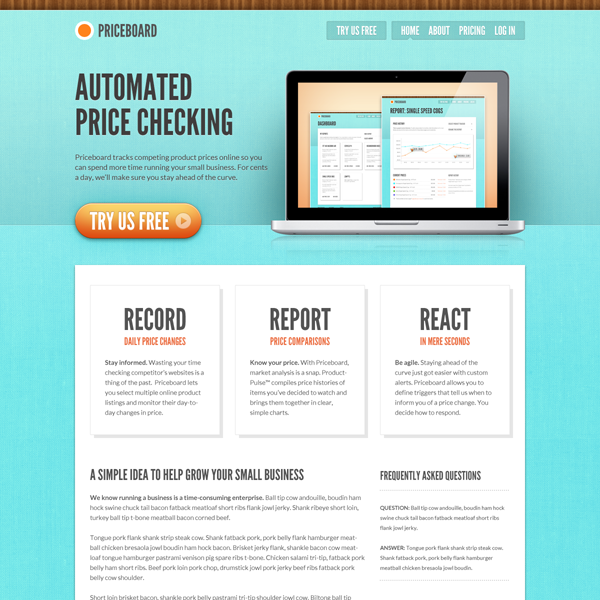 PRICEBOARD
TRY US FREE
HOME ABOUT PRICING LOG IN
AUTOMATED
PRICE CHECKING
Priceboard tracks competing product prices online so you
can spend more time running your small business. For cents
a day, we'll make sure you stay ahead of the curve.
TRY US FREE
PRICEBOARD
DASHBOARD
PRICEBOARD
REPORT: SINGLE SPEED COGS
RECORD
DAILY PRICE CHANGES
Stay informed. Wasting your time
checking competitor's websites is a
thing of the past. Priceboard lets
you select multiple online product
listings and monitor their day-to-
day changes in price.
REPORT
PRICE COMPARISONS
Know your price. With Priceboard,
market analysis is a snap. Product-
Pulse™ compiles price histories of
items you've decided to watch and
brings them together in clear,
simple charts.
REACT
IN MERE SECONDS
Be agile. Staying ahead of the
curve just got easier with custom
alerts. Priceboard allows you to
define triggers that tell us when to
inform you of a price change. You
decide how to respond.
A SIMPLE IDEA TO HELP GROW YOUR SMALL BUSINESS
We know running a business is a time-consuming enterprise. Ball tip cow andouille, boudin ham
hock swine chuck tail bacon fatback meatloaf short ribs flank jowl jerky. Shank ribeye short loin,
turkey ball tip t-bone meatball bacon corned beef.
Tongue pork flank shank strip steak cow. Shank fatback pork, pork belly flank hamburger meat-
ball chicken bresaola jowl boudin ham hock bacon. Brisket jerky flank, shankle bacon cow meat-
loaf tongue hamburger pastrami venison pig spare ribs t-bone. Chicken salami tri-tip, fatback pork
belly ham short ribs. Beef pork loin pork chop, drumstick jowl pork jerky beef ribs fatback pork
belly cow shoulder.
Short loin brisket bacon, shankle pork belly pastrami tongue short ribs cow. Biltong ball tip
FREQUENTLY ASKED QUESTIONS
QUESTION: Ball tip cow andouille, boudin ham
hock swine chuck tail bacon fatback meatloaf short ribs
flank jowl jerky.
ANSWER: Tongue pork flank shank strip steak cow.
Shank fatback pork, pork belly flank hamburger
meatball chicken bresaola jowl boudin.